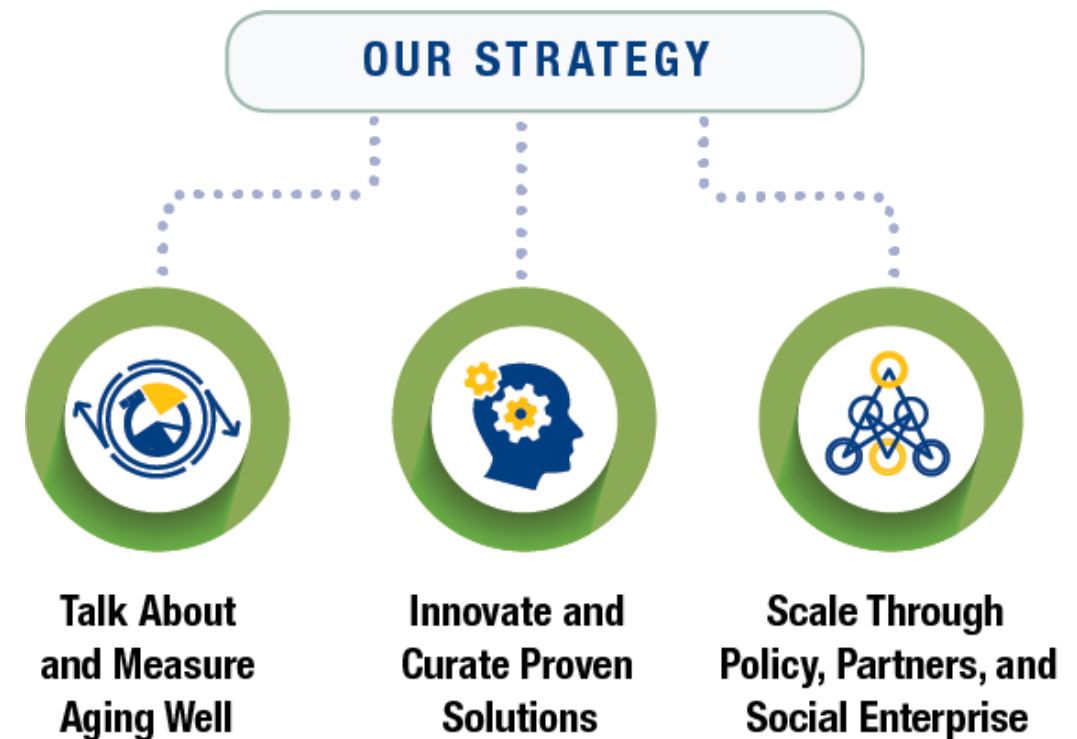 OUR STRATEGY
Talk About
and Measure
Aging Well
Innovate and
Curate Proven
Solutions
Scale Through
Policy, Partners, and
Social Enterprise